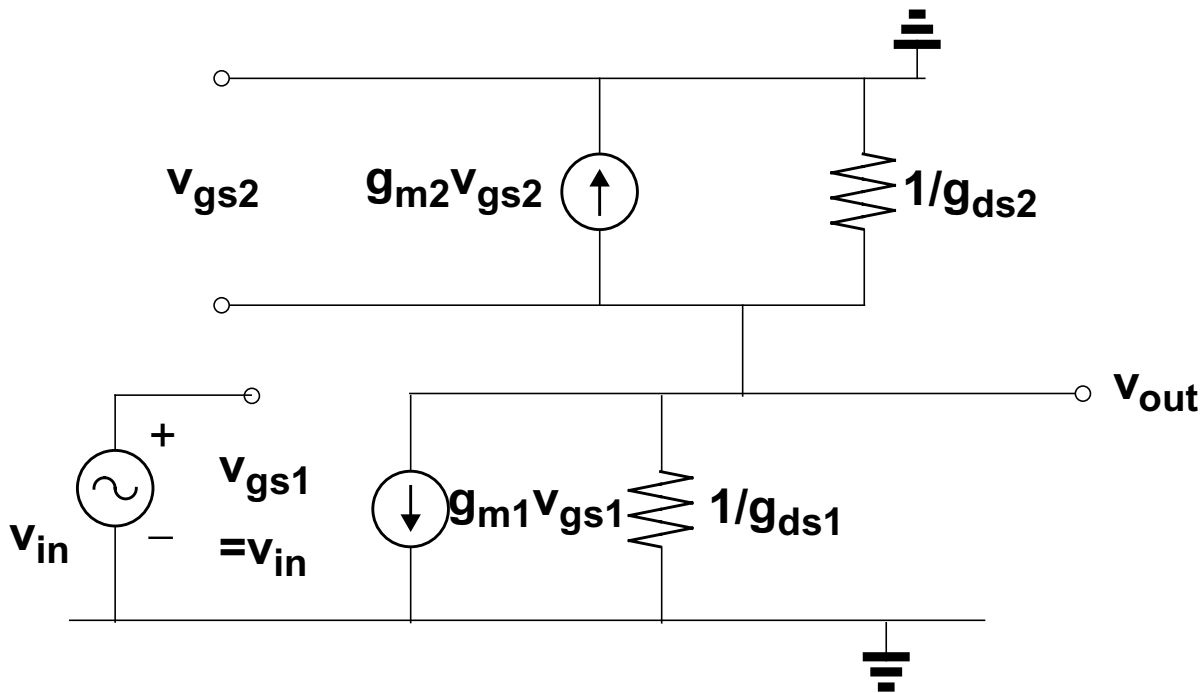 v_gs2
g_m2v_gs2
1/g_ds2
v_out
+
v_gs1
g_m1v_gs1
1/g_ds1
v_in
−
=v_in